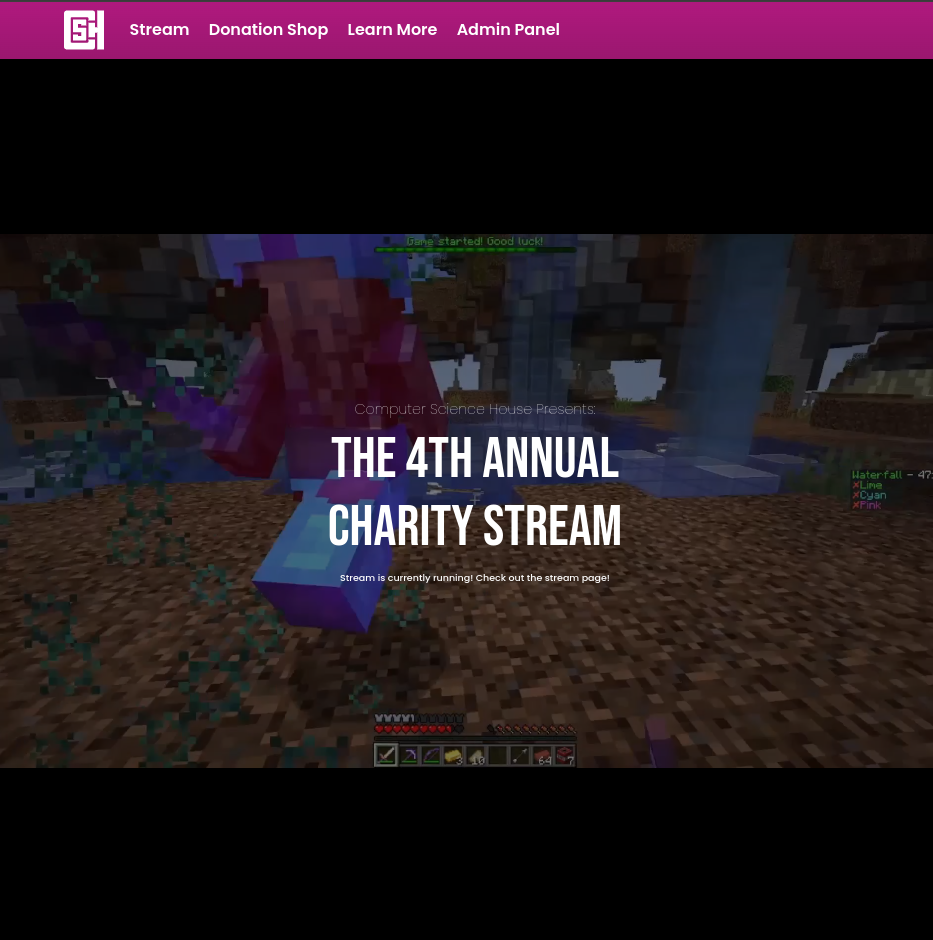 Stream Donation Shop Learn More Admin Panel
Game started! Good luck!
Computer Science House Presents:
THE 4TH ANNUAL
CHARITY STREAM
Stream is currently running! Check out the stream page!
Waterfall - 47:
✗Lime
✗Cyan
✗Pink
3 10 64 7